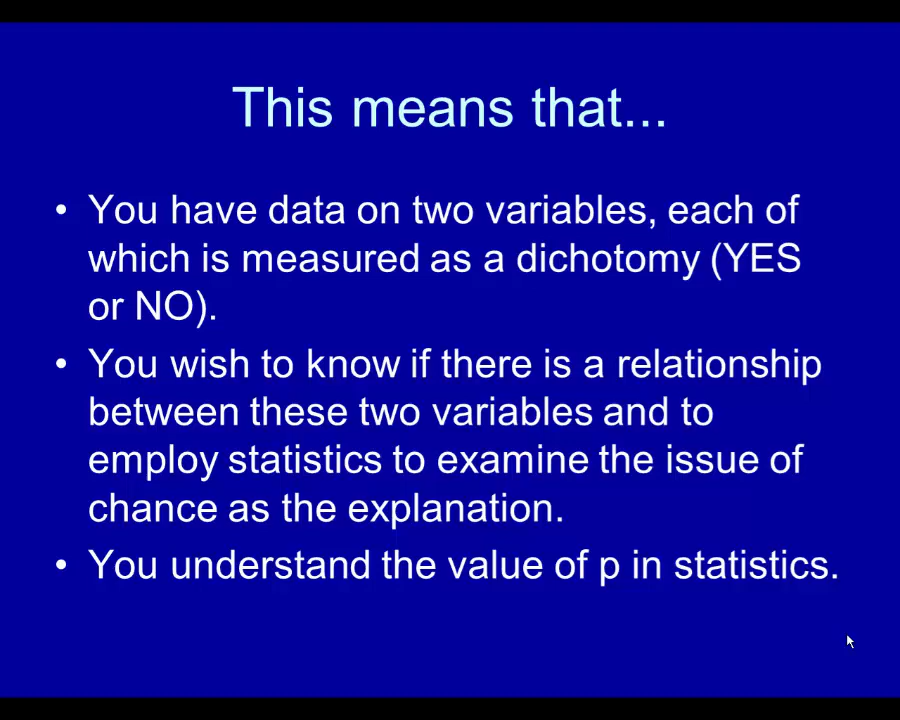 This means that...
• You have data on two variables, each of
which is measured as a dichotomy (YES
or NO).
• You wish to know if there is a relationship
between these two variables and to
employ statistics to examine the issue of
chance as the explanation.
• You understand the value of p in statistics.